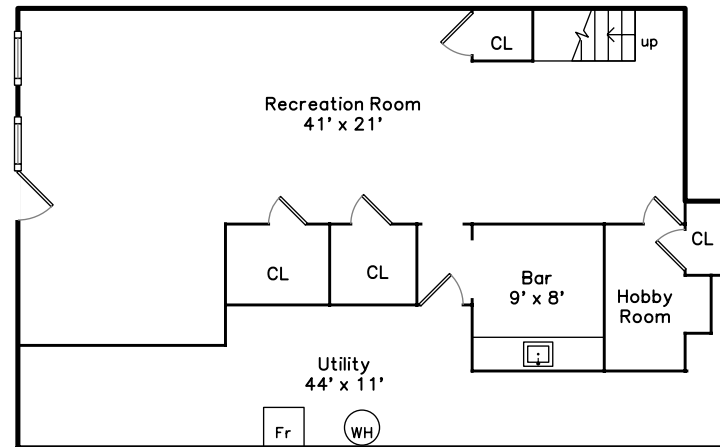 CL
up
Recreation Room
41' x 21'
CL
CL
CL
Bar
9' x 8'
Hobby
Room
Utility
44' x 11'
Fr
WH